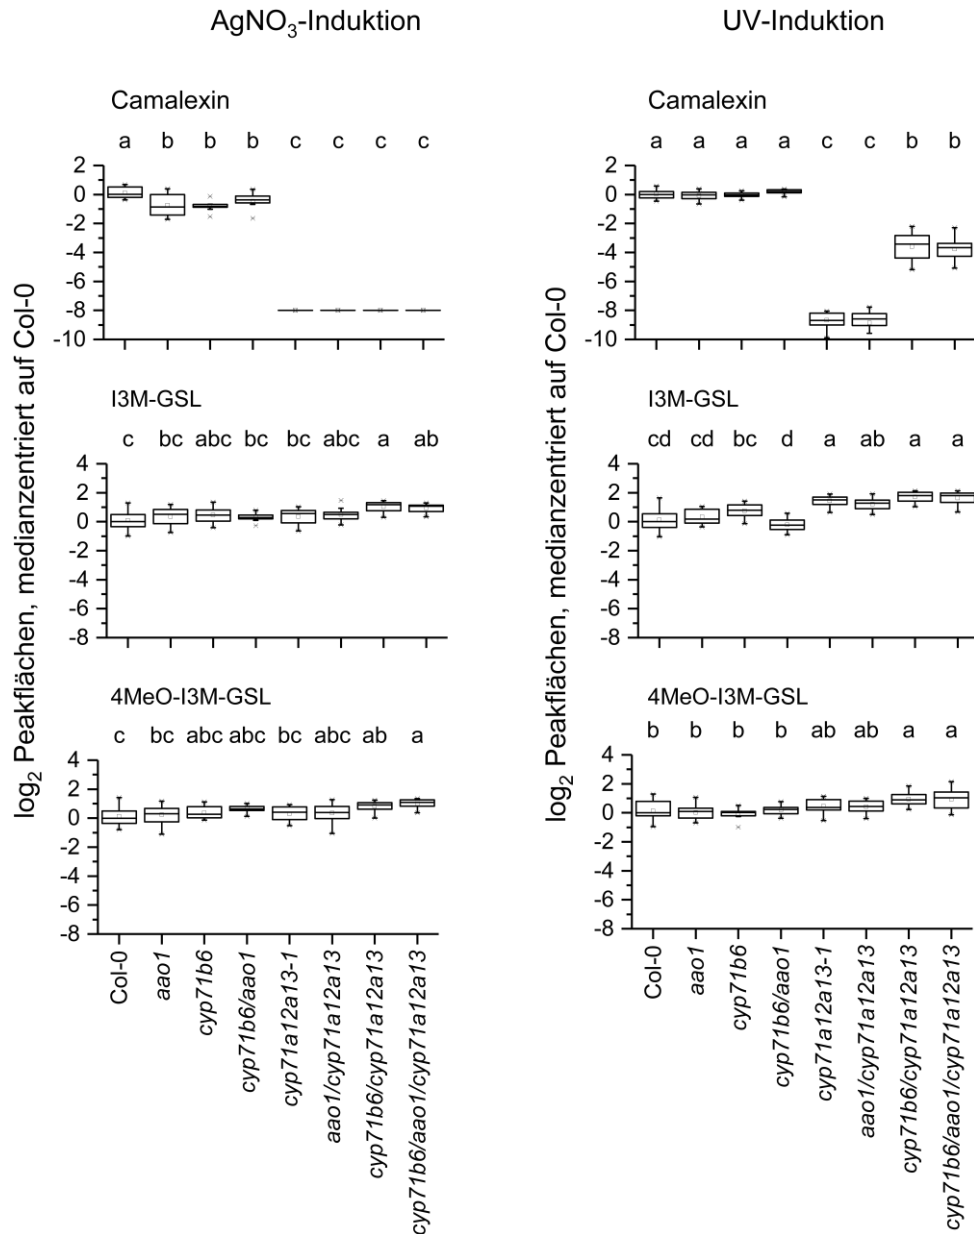 AgNO₃-Induktion
UV-Induktion
log₂ Peakflächen, medianzentriert auf Col-0
Camalexin
a b b b c c c c
2
0
-2
-4
-6
-8
-10
I3M-GSL
c bc abc bc bc abc a ab
4
2
0
-2
-4
-6
-8
4MeO-I3M-GSL
c bc abc abc bc abc ab a
4
2
0
-2
-4
-6
-8
Col-0
aao1
cyp71b6
cyp71b6/aao1
cyp71a12a13-1
aao1/cyp71a12a13
cyp71b6/cyp71a12a13
cyp71b6/aao1/cyp71a12a13
log₂ Peakflächen, medianzentriert auf Col-0
Camalexin
a a a a c c b b
2
0
-2
-4
-6
-8
-10
I3M-GSL
cd cd bc d a ab a a
4
2
0
-2
-4
-6
-8
4MeO-I3M-GSL
b b b b ab ab a a
4
2
0
-2
-4
-6
-8
Col-0
aao1
cyp71b6
cyp71b6/aao1
cyp71a12a13-1
aao1/cyp71a12a13
cyp71b6/cyp71a12a13
cyp71b6/aao1/cyp71a12a13